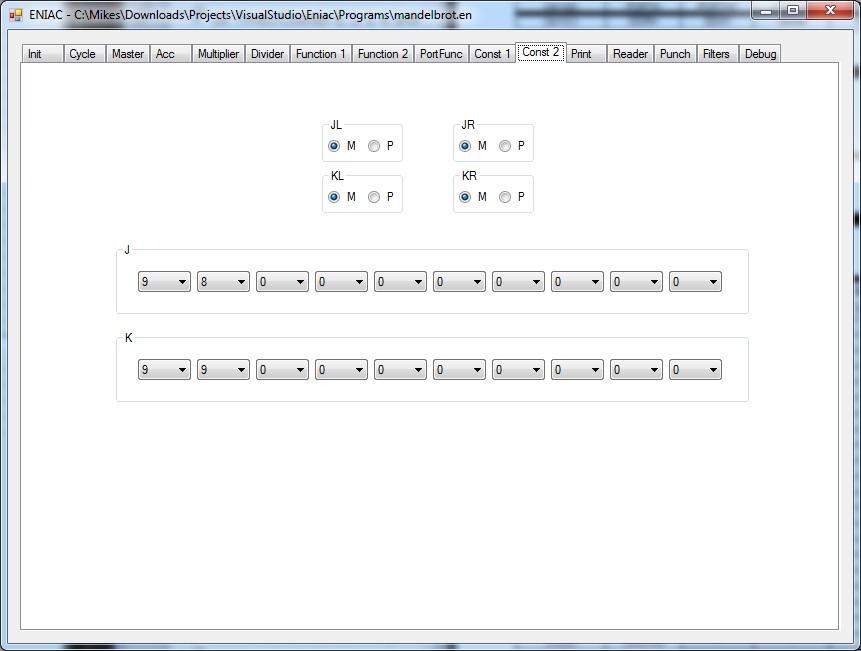 ENIAC - C:\Mikes\Downloads\Projects\VisualStudio\Eniac\Programs\mandelbrot.en
Init Cycle Master Acc Multiplier Divider Function 1 Function 2 PortFunc Const 1 Const 2 Print Reader Punch Filters Debug
JL JR
M P M P
KL KR
M P M P
J
9 8 0 0 0 0 0 0 0 0
K
9 9 0 0 0 0 0 0 0 0